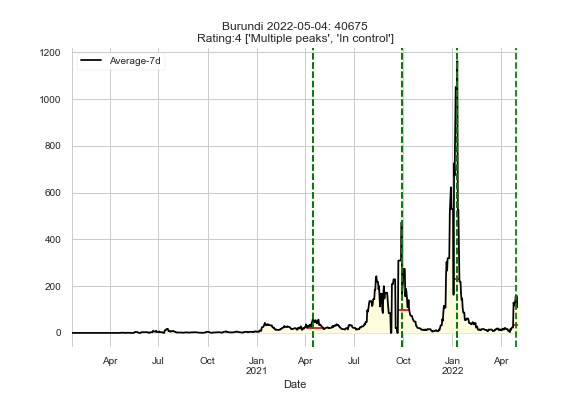 Burundi 2022-05-04: 40675
Rating:4 ['Multiple peaks', 'In control']
Average-7d
1200
1000
800
600
400
200
0
Apr Jul Oct Jan Apr Jul Oct Jan Apr
2021 2022
Date